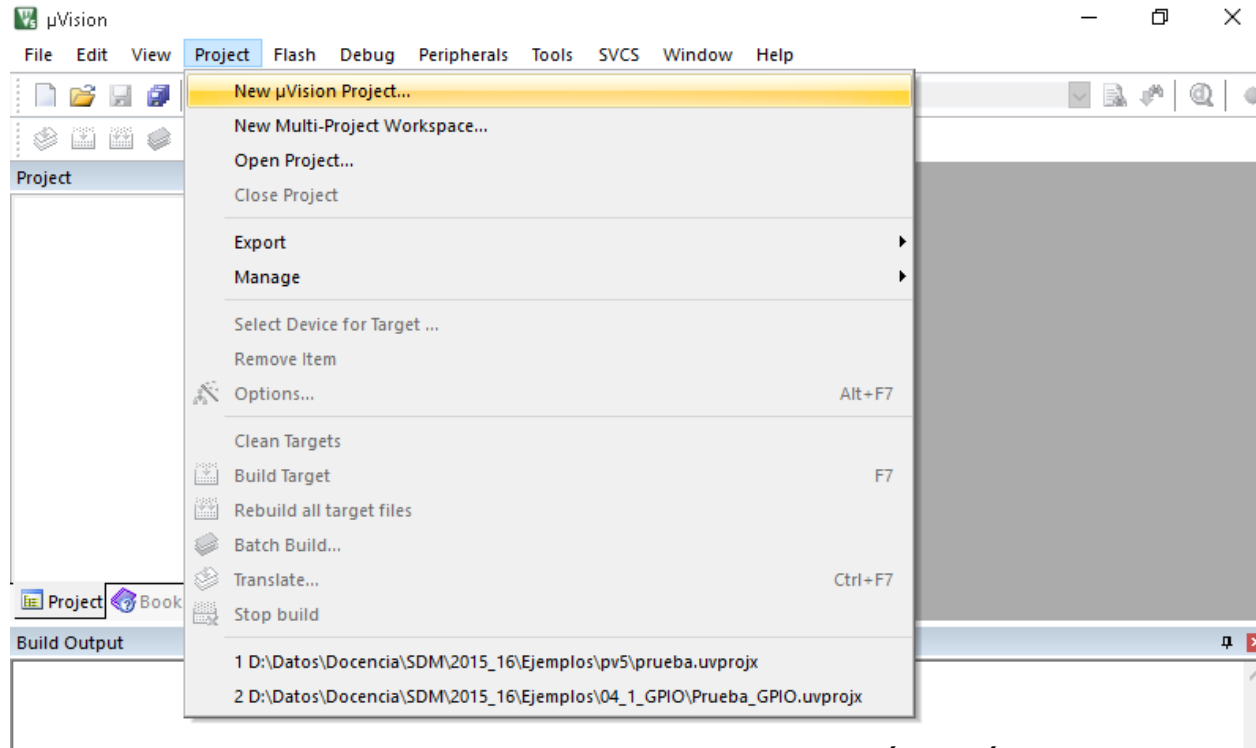 µVision
File Edit View Project Flash Debug Peripherals Tools SVCS Window Help
New µVision Project...
New Multi-Project Workspace...
Open Project...
Close Project
Export
Manage
Select Device for Target ...
Remove Item
Options... Alt+F7
Clean Targets
Build Target F7
Rebuild all target files
Batch Build...
Translate... Ctrl+F7
Stop build
1 D:\Datos\Docencia\SDM\2015_16\Ejemplos\pv5\prueba.uvprojx
2 D:\Datos\Docencia\SDM\2015_16\Ejemplos\04_1_GPIO\Prueba_GPIO.uvprojx
Project
Project Book
Build Output